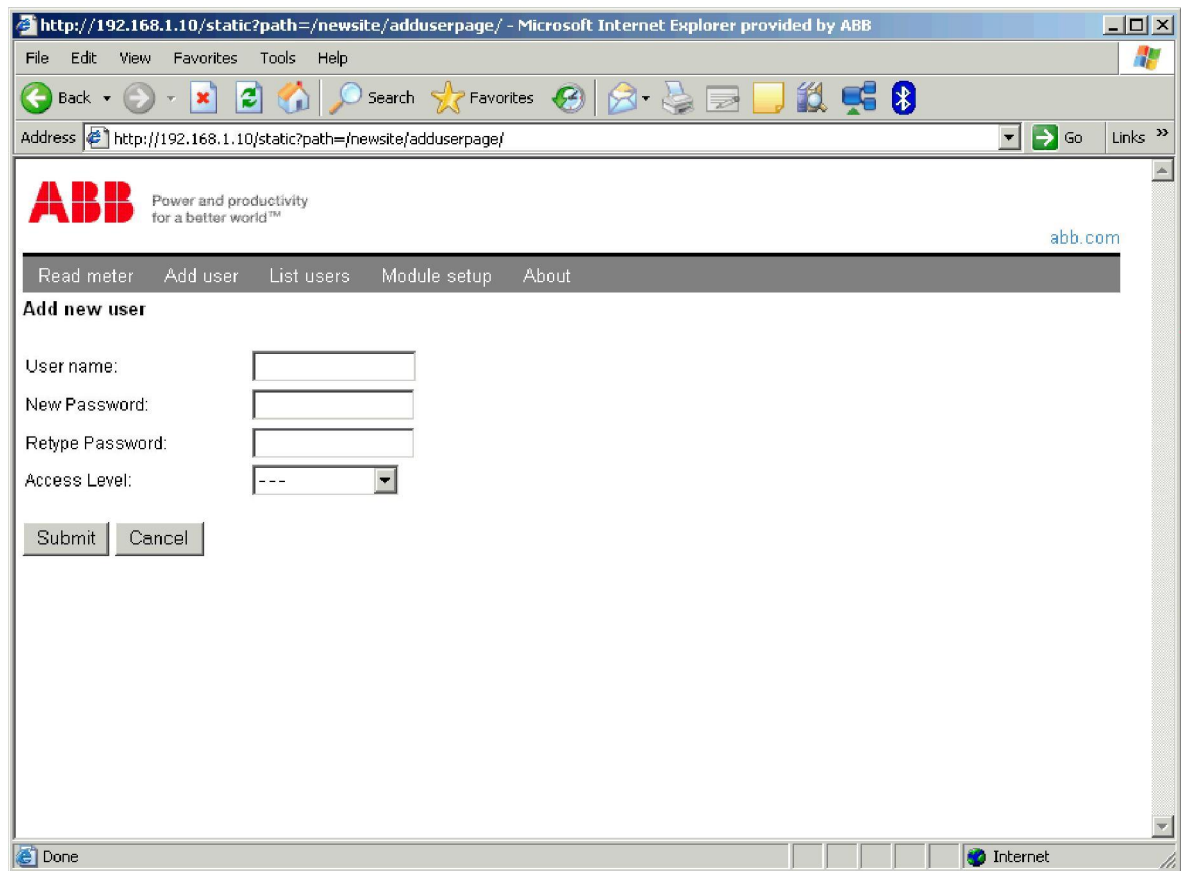 http://192.168.1.10/static?path=/newsite/adduserpage/ - Microsoft Internet Explorer provided by ABB
File Edit View Favorites Tools Help
Back Search Favorites
Address http://192.168.1.10/static?path=/newsite/adduserpage/ Go Links »
ABB Power and productivity
for a better world™
abb.com
Read meter Add user List users Module setup About
Add new user
User name:
New Password:
Retype Password:
Access Level: ---
Submit Cancel
Done Internet